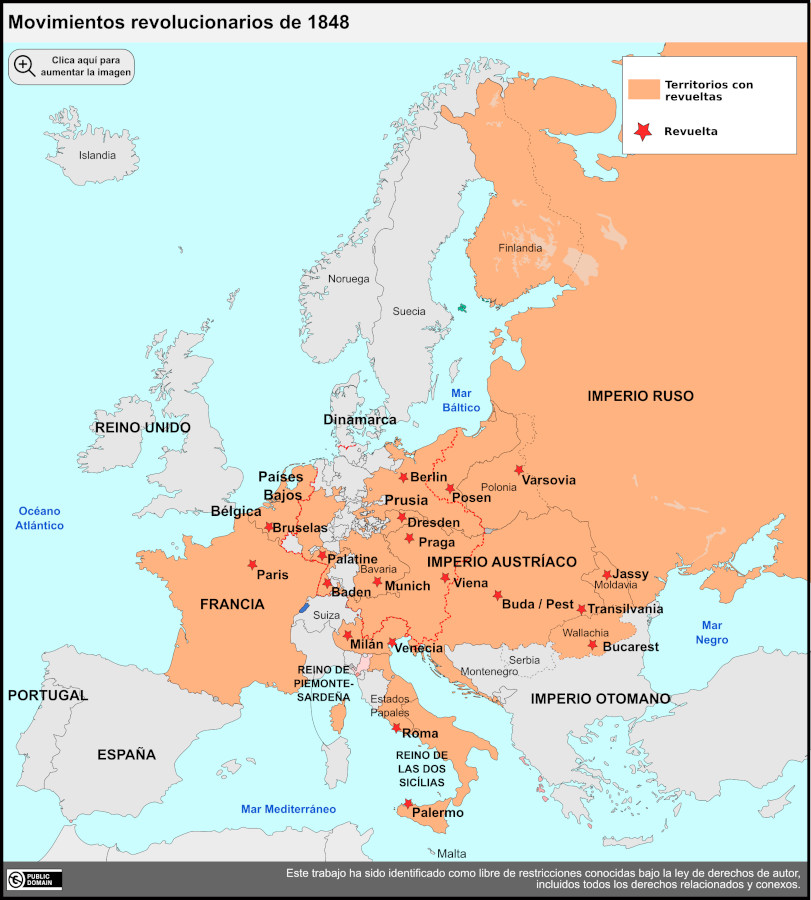 Movimientos revolucionarios de 1848
Clica aquí para
aumentar la imagen
Territorios con
revueltas
Revuelta
Islandia
Finlandia
Noruega
Suecia
Mar
Báltico
IMPERIO RUSO
Dinamarca
REINO UNIDO
Países
Bajos
Berlin
Varsovia
Polonia
Prusia
Posen
Océano
Atlántico
Bélgica
Bruselas
Dresden
Praga
Palatine
IMPERIO AUSTRÍACO
Bavaria
Paris
Munich
Viena
Jassy
Moldavia
Baden
FRANCIA
Buda / Pest
Transilvania
Suiza
Mar
Negro
Wallachia
Milán
Venecia
Bucarest
Serbia
Montenegro
REINO DE
PIEMONTE-
SARDEÑA
PORTUGAL
Estados
Papales
IMPERIO OTOMANO
Roma
ESPAÑA
REINO DE
LAS DOS
SICÍLIAS
Mar Mediterráneo
Palermo
Malta
PUBLIC
DOMAIN
Este trabajo ha sido identificado como libre de restricciones conocidas bajo la ley de derechos de autor,
incluidos todos los derechos relacionados y conexos.